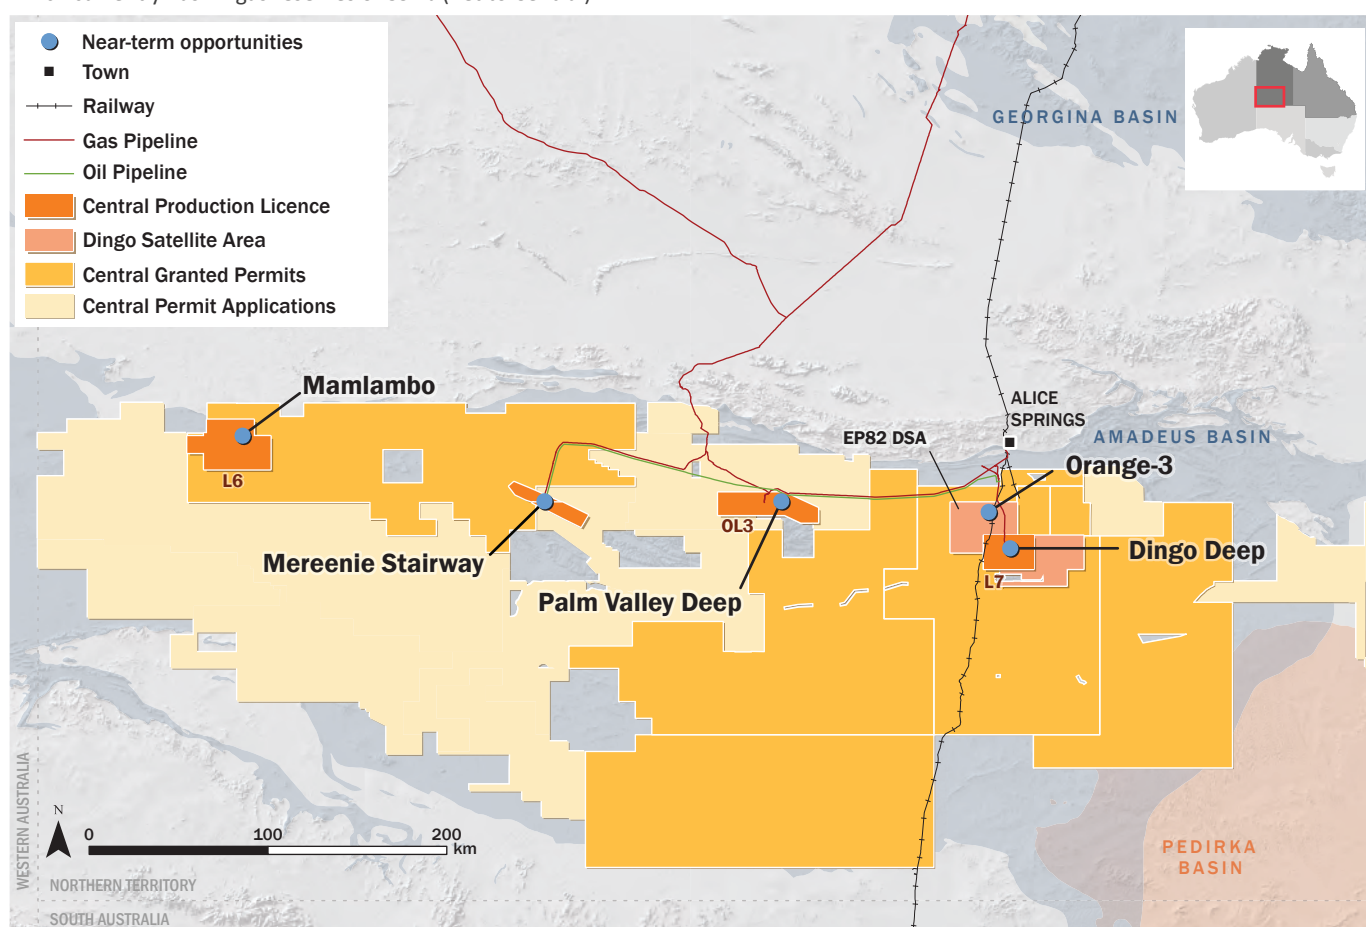 Near-term opportunities
Town
Railway
Gas Pipeline
Oil Pipeline
Central Production Licence
Dingo Satellite Area
Central Granted Permits
Central Permit Applications
GEORGINA BASIN
Mamlambo
L6
ALICE
SPRINGS
EP82 DSA
AMADEUS BASIN
Orange-3
OL3
Mereenie Stairway
Dingo Deep
L7
Palm Valley Deep
WESTERN AUSTRALIA
N
0
100
200
km
PEDIRKA
BASIN
NORTHERN TERRITORY
SOUTH AUSTRALIA